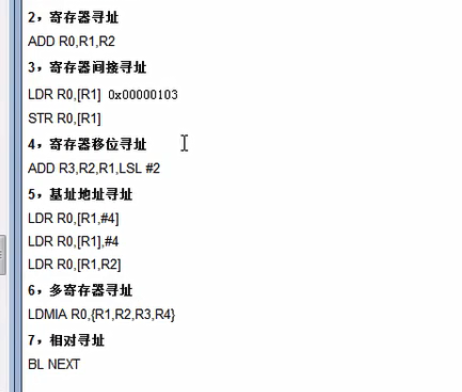 2，寄存器寻址
ADD R0,R1,R2
3，寄存器间接寻址
LDR R0,[R1] 0x00000103
STR R0,[R1]
4，寄存器移位寻址
ADD R3,R2,R1,LSL #2
5，基址地址寻址
LDR R0,[R1,#4]
LDR R0,[R1],#4
LDR R0,[R1,R2]
6，多寄存器寻址
LDMIA R0,{R1,R2,R3,R4}
7，相对寻址
BL NEXT